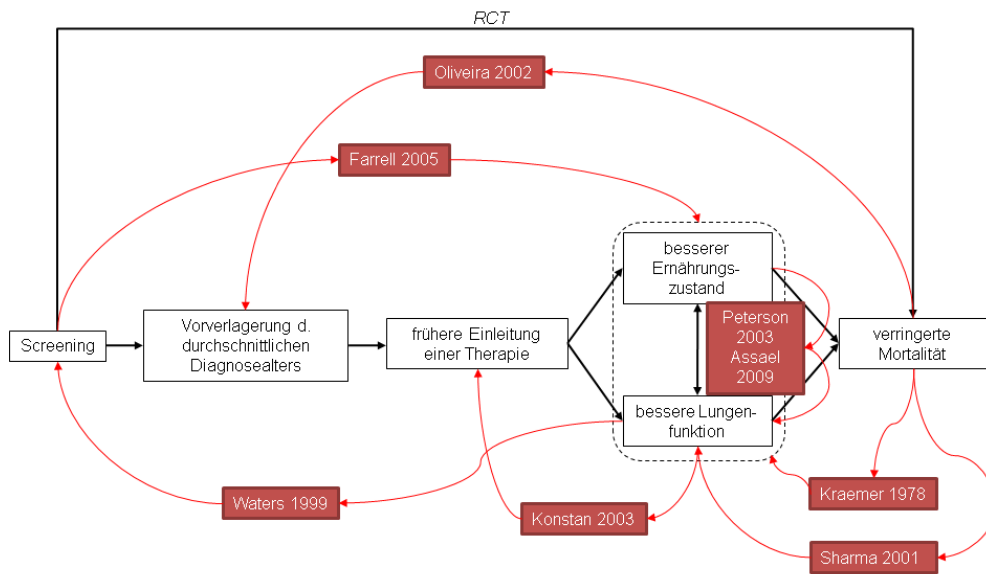 RCT
Oliveira 2002
Farrell 2005
besserer
Ernährungs-
zustand
Screening
Vorverlagerung d.
durchschnittlichen
Diagnosealters
frühere Einleitung
einer Therapie
Peterson
2003
Assael
2009
verringerte
Mortalität
bessere Lungen-
funktion
Waters 1999
Konstan 2003
Kraemer 1978
Sharma 2001